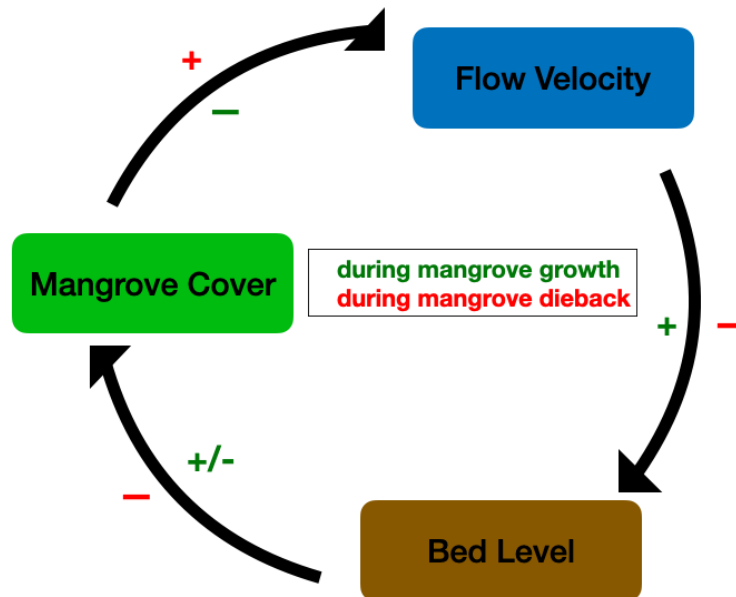 +
−
Flow Velocity
Mangrove Cover
during mangrove growth
during mangrove dieback
+
−
+/-
−
Bed Level